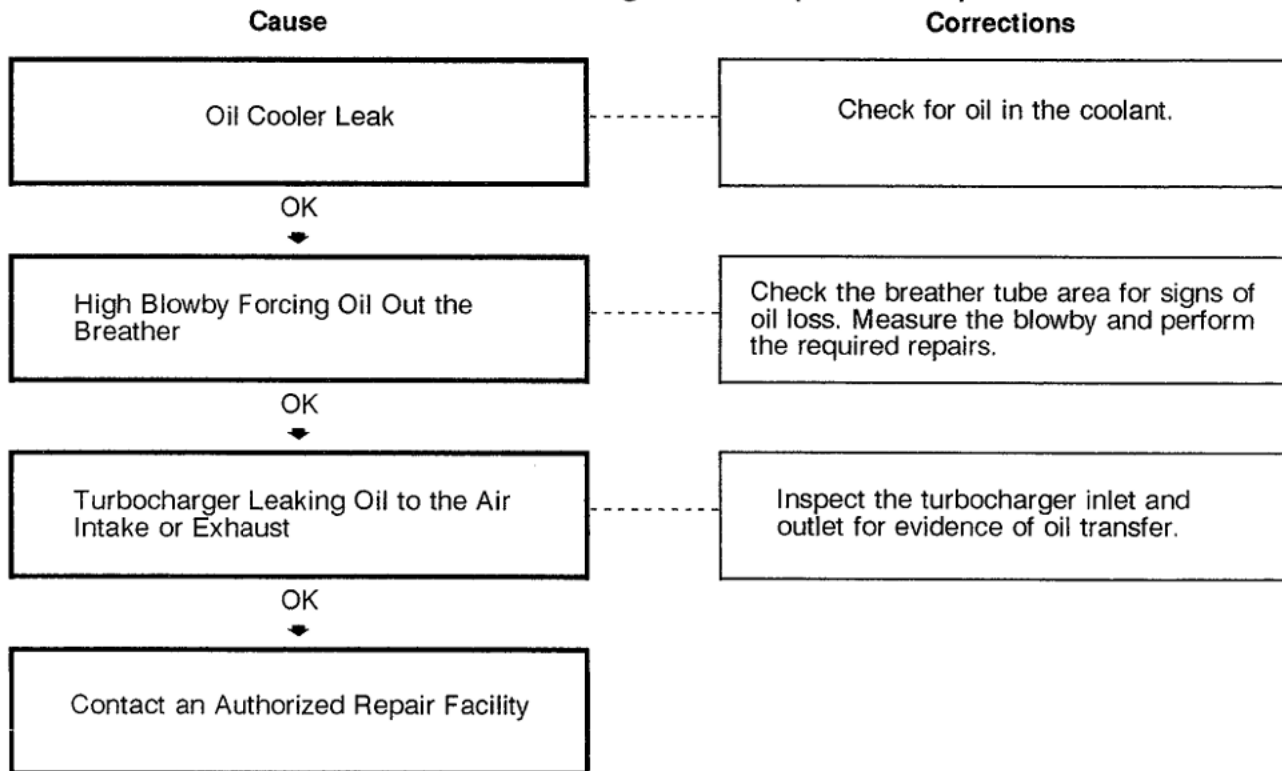 Cause
Corrections
Oil Cooler Leak
Check for oil in the coolant.
OK
High Blowby Forcing Oil Out the
Breather
Check the breather tube area for signs of
oil loss. Measure the blowby and perform
the required repairs.
OK
Turbocharger Leaking Oil to the Air
Intake or Exhaust
Inspect the turbocharger inlet and
outlet for evidence of oil transfer.
OK
Contact an Authorized Repair Facility